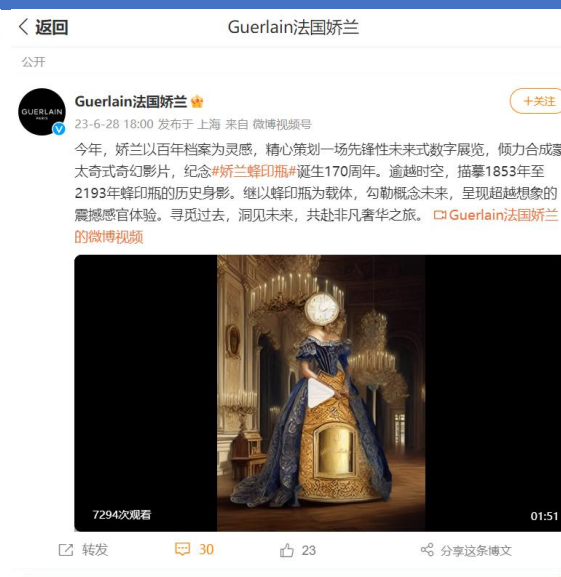 返回
Guerlain法国娇兰
公开
GUERLAIN
PARIS
Guerlain法国娇兰
+关注
23-6-28 18:00 发布于 上海 来自 微博视频号
今年，娇兰以百年档案为灵感，精心策划一场先锋性未来式数字展览，倾力合成蒙
太奇式奇幻影片，纪念#娇兰蜂印瓶#诞生170周年。逾越时空，描摹1853年至
2193年蜂印瓶的历史身影。继以蜂印瓶为载体，勾勒概念未来，呈现超越想象的
震撼感官体验。寻觅过去，洞见未来，共赴非凡奢华之旅。 Guerlain法国娇兰
的微博视频
7294次观看
01:51
转发
30
23
分享这条博文